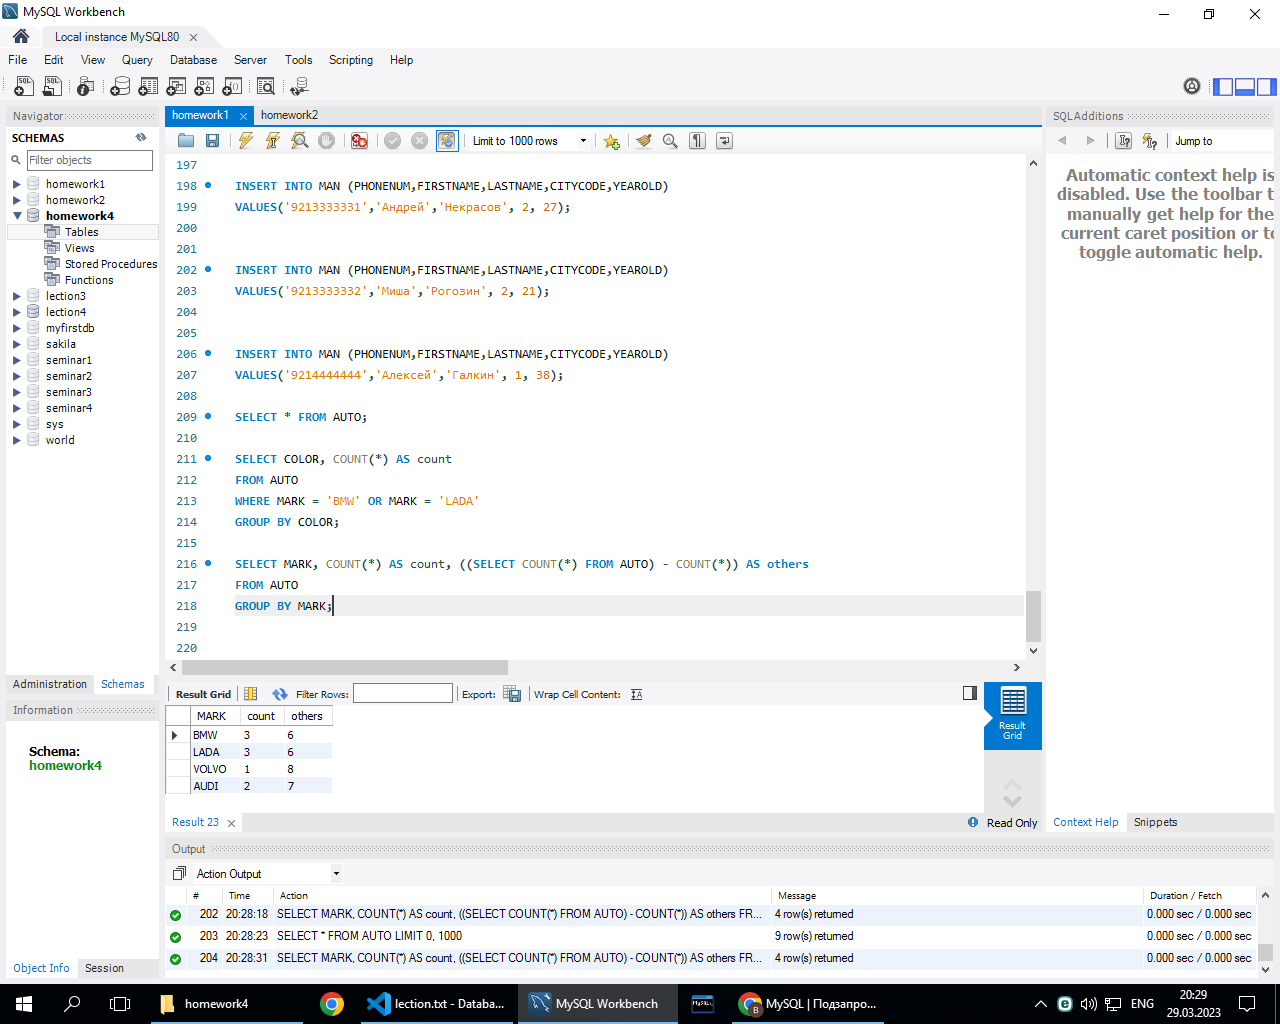 MySQL Workbench
Local instance MySQL80
File Edit View Query Database Server Tools Scripting Help
Navigator
SCHEMAS
Filter objects
homework1
homework2
homework4
Tables
Views
Stored Procedures
Functions
lection3
lection4
myfirstdb
sakila
seminar1
seminar2
seminar3
seminar4
sys
world
Administration Schemas
Information
Schema:
homework4
Object Info Session
homework1 homework2
Limit to 1000 rows
197
198 INSERT INTO MAN (PHONENUM,FIRSTNAME,LASTNAME,CITYCODE,YEAROLD)
199 VALUES('9213333331','Андрей','Некрасов', 2, 27);
200
201
202 INSERT INTO MAN (PHONENUM,FIRSTNAME,LASTNAME,CITYCODE,YEAROLD)
203 VALUES('9213333332','Миша','Рогозин', 2, 21);
204
205
206 INSERT INTO MAN (PHONENUM,FIRSTNAME,LASTNAME,CITYCODE,YEAROLD)
207 VALUES('9214444444','Алексей','Галкин', 1, 38);
208
209 SELECT * FROM AUTO;
210
211 SELECT COLOR, COUNT(*) AS count
212 FROM AUTO
213 WHERE MARK = 'BMW' OR MARK = 'LADA'
214 GROUP BY COLOR;
215
216 SELECT MARK, COUNT(*) AS count, ((SELECT COUNT(*) FROM AUTO) - COUNT(*)) AS others
217 FROM AUTO
218 GROUP BY MARK;
219
220
Result Grid Filter Rows: Export: Wrap Cell Content:
MARK count others
BMW 3 6
LADA 3 6
VOLVO 1 8
AUDI 2 7
Result
Grid
Result 23 Read Only
SQLAdditions
Jump to
Automatic context help is
disabled. Use the toolbar t
manually get help for the
current caret position or to
toggle automatic help.
Context Help Snippets
Output
Action Output
# Time Action Message Duration / Fetch
202 20:28:18 SELECT MARK, COUNT(*) AS count, ((SELECT COUNT(*) FROM AUTO) - COUNT(*)) AS others FR... 4 row(s) returned 0.000 sec / 0.000 sec
203 20:28:23 SELECT * FROM AUTO LIMIT 0, 1000 9 row(s) returned 0.000 sec / 0.000 sec
204 20:28:31 SELECT MARK, COUNT(*) AS count, ((SELECT COUNT(*) FROM AUTO) - COUNT(*)) AS others FR... 4 row(s) returned 0.000 sec / 0.000 sec
homework4 lection.txt - Databa... MySQL Workbench MySQL | Подзапро... ENG 20:29
29.03.2023